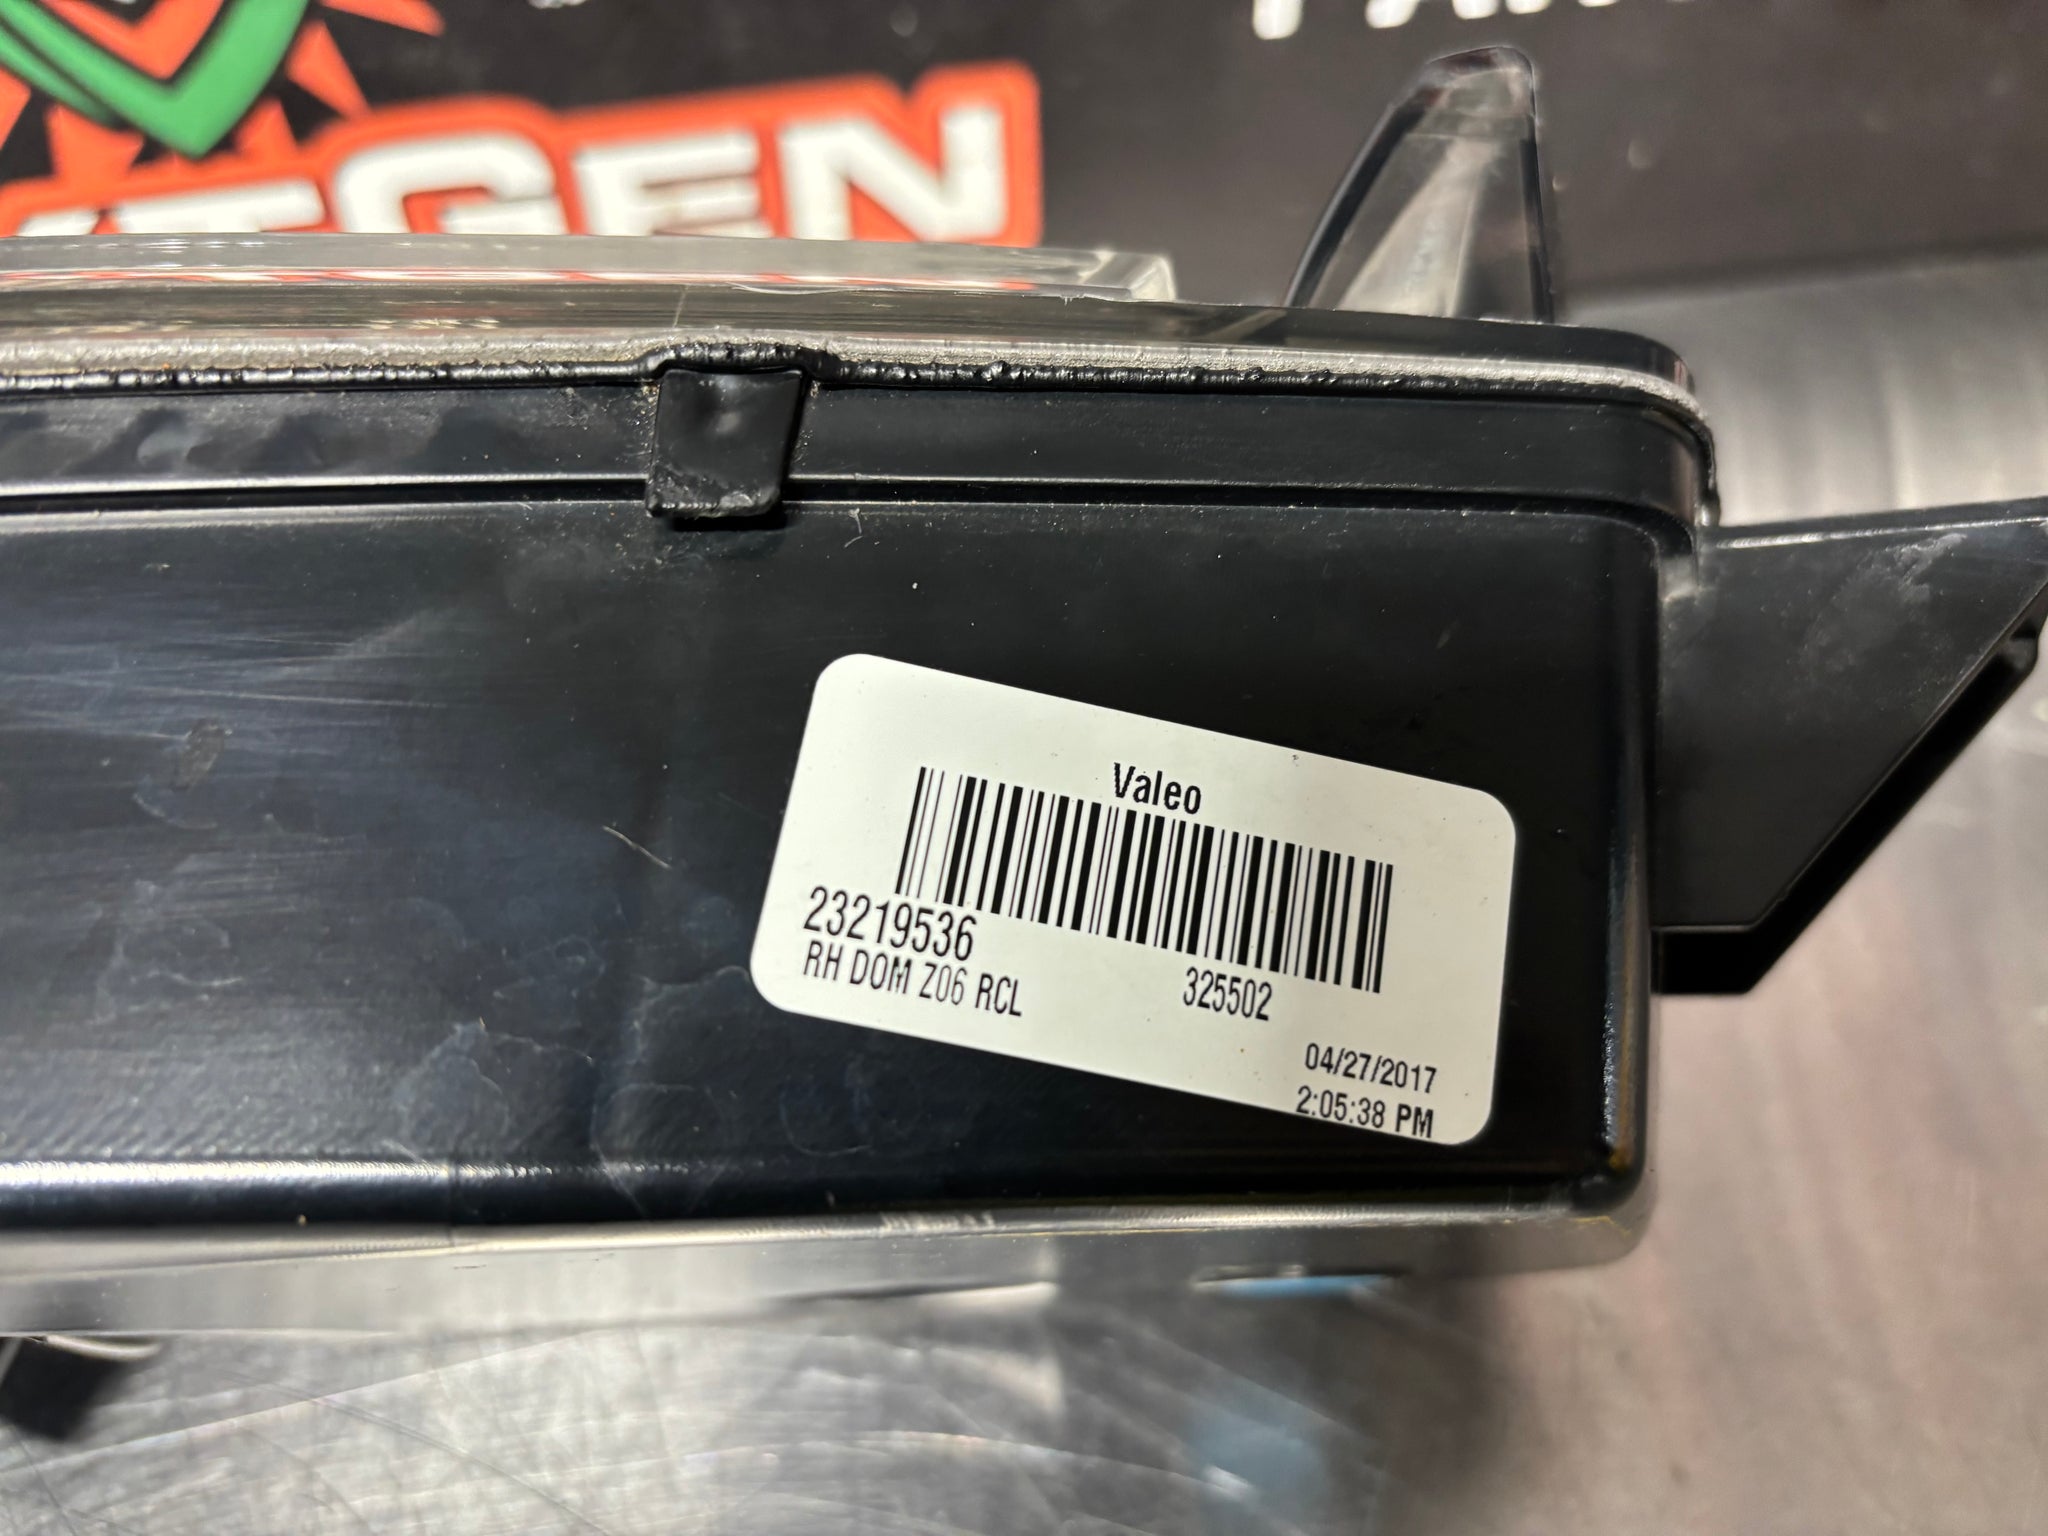 Valeo
23219536
RH DOM Z06 RCL
325502
04/27/2017
2:05:38 PM